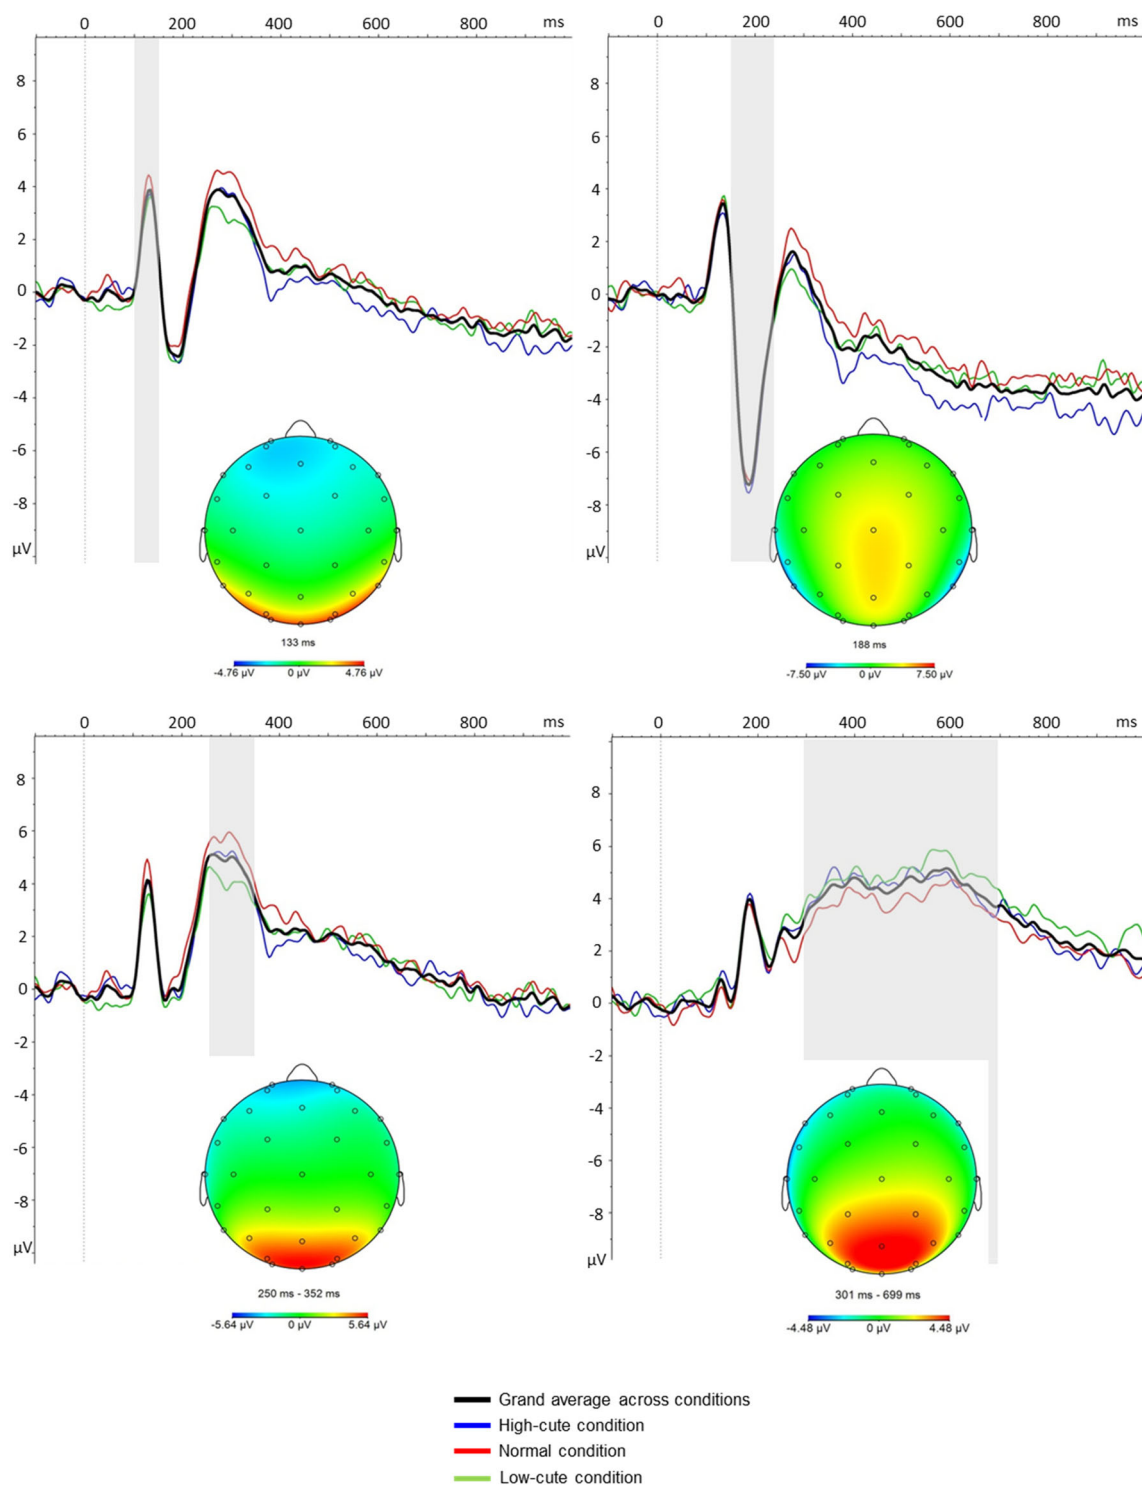 0 200 400 600 800 ms
8
6
4
2
0
-2
-4
-6
-8
µV
133 ms
-4.76 µV 0 µV 4.76 µV
0 200 400 600 800
8
6
4
2
0
-2
-4
-6
-8
µV
188 ms
-7.50 µV 0 µV 7.50 µV
0 200 400 600 800 ms
8
6
4
2
0
-2
-4
-6
-8
µV
250 ms - 352 ms
-5.64 µV 0 µV 5.64 µV
0 200 400 600 800 ms
8
6
4
2
0
-2
-4
-6
-8
µV
301 ms - 699 ms
-4.48 µV 0 µV 4.48 µV
Grand average across conditions
High-cute condition
Normal condition
Low-cute condition